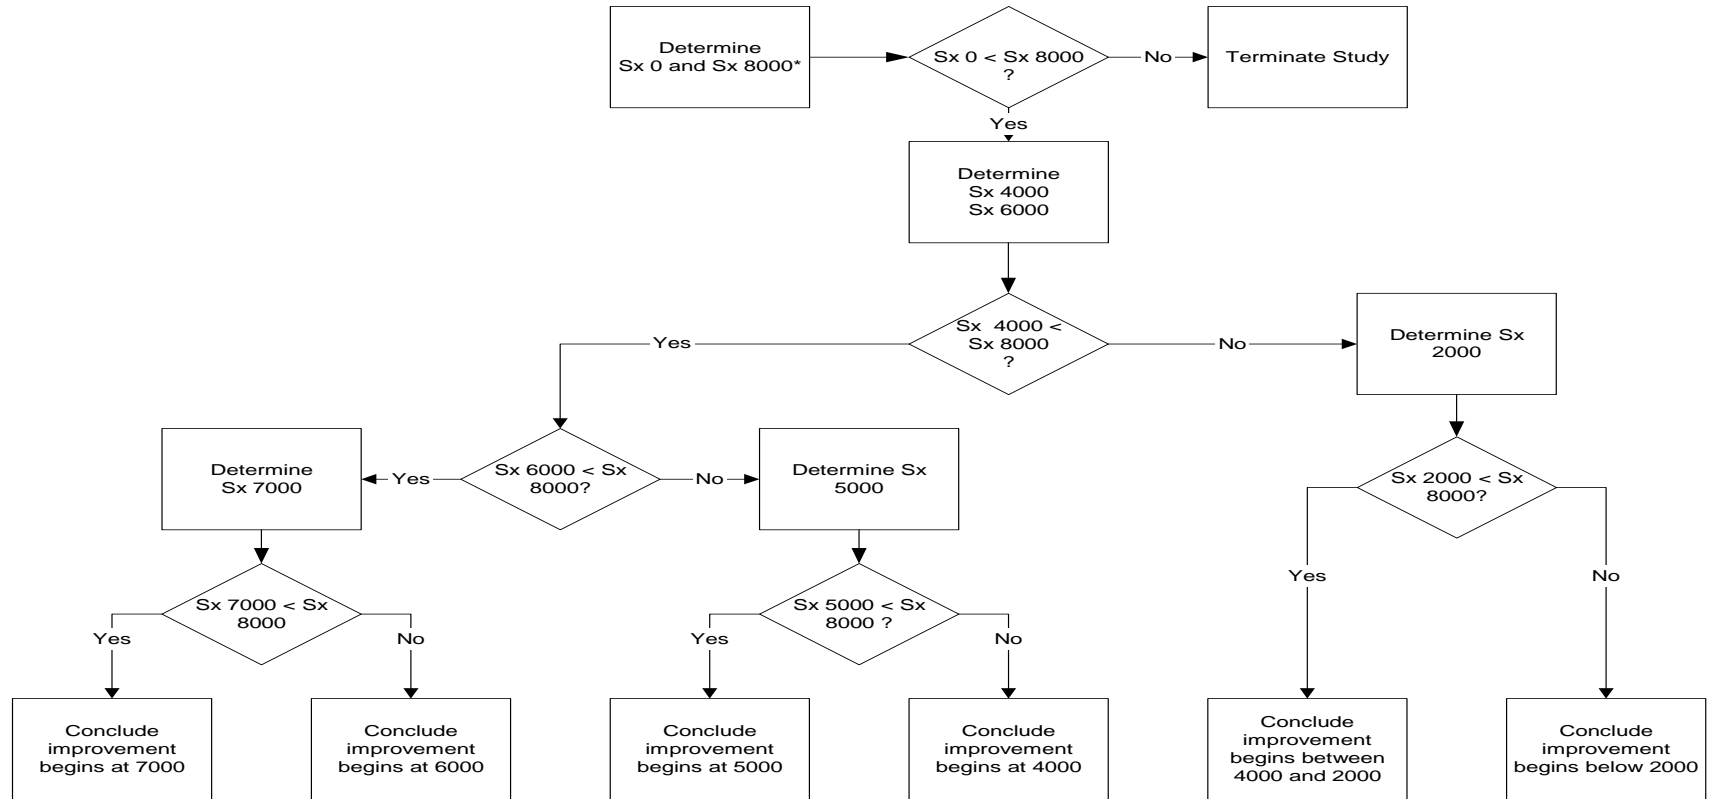 Determine
Sx 0 and Sx 8000*
Sx 0 < Sx 8000
?
No
Terminate Study
Yes
Determine
Sx 4000
Sx 6000
Sx  4000 <
Sx 8000
?
Yes
No
Determine Sx
2000
Determine
Sx 7000
Yes
Sx 6000 < Sx
8000?
No
Determine Sx
5000
Sx 2000 < Sx
8000?
Yes
No
Sx 7000 < Sx
8000
Yes
No
Sx 5000 < Sx
8000 ?
Yes
No
Conclude
improvement
begins at 7000
Conclude
improvement
begins at 6000
Conclude
improvement
begins at 5000
Conclude
improvement
begins at 4000
Conclude
improvement
begins between
4000 and 2000
Conclude
improvement
begins below 2000